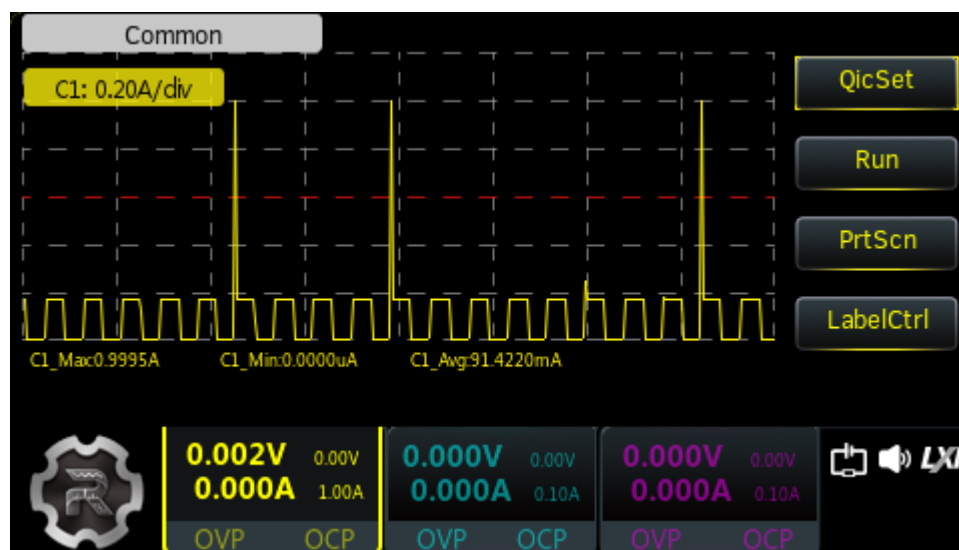 Common
C1: 0.20A/div
QicSet
Run
PrtScn
LabelCtrl
C1_Max:0.9995A C1_Min:0.0000uA C1_Avg:91.4220mA
0.002V 0.00V 0.000V 0.00V 0.000V 0.00V
0.000A 1.00A 0.000A 0.10A 0.000A 0.10A
OVP OCP OVP OCP OVP OCP
LXI